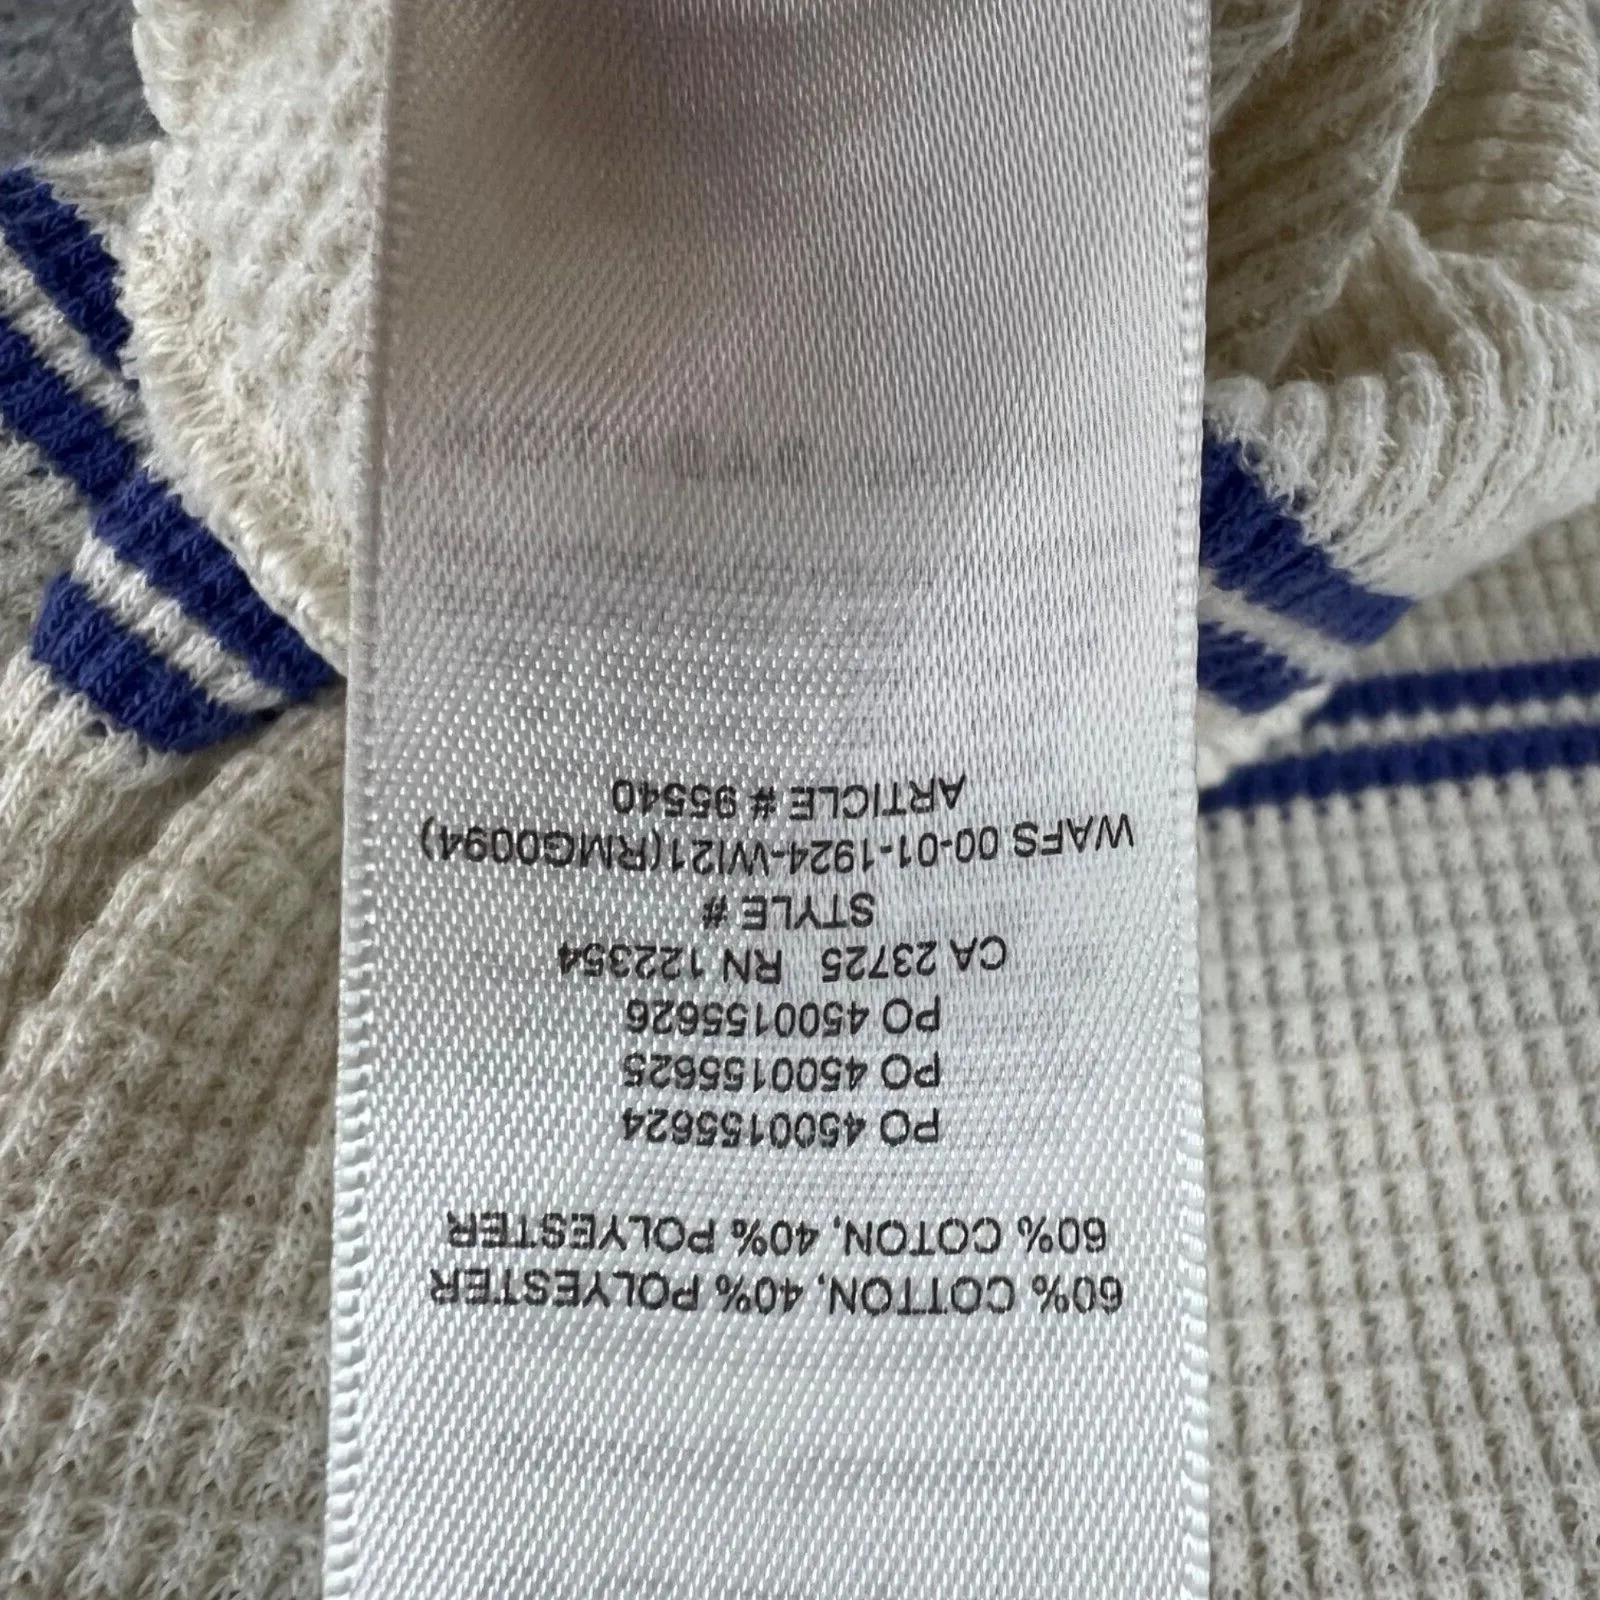 60% COTTON, 40% POLYESTER
60% COTON, 40% POLYESTER
PO 4500155624
PO 4500155625
PO 4500155626
CA 23725 RN 122354
STYLE #
WAFS 00-01-1924-WI21(RMG0094)
ARTICLE # 95540